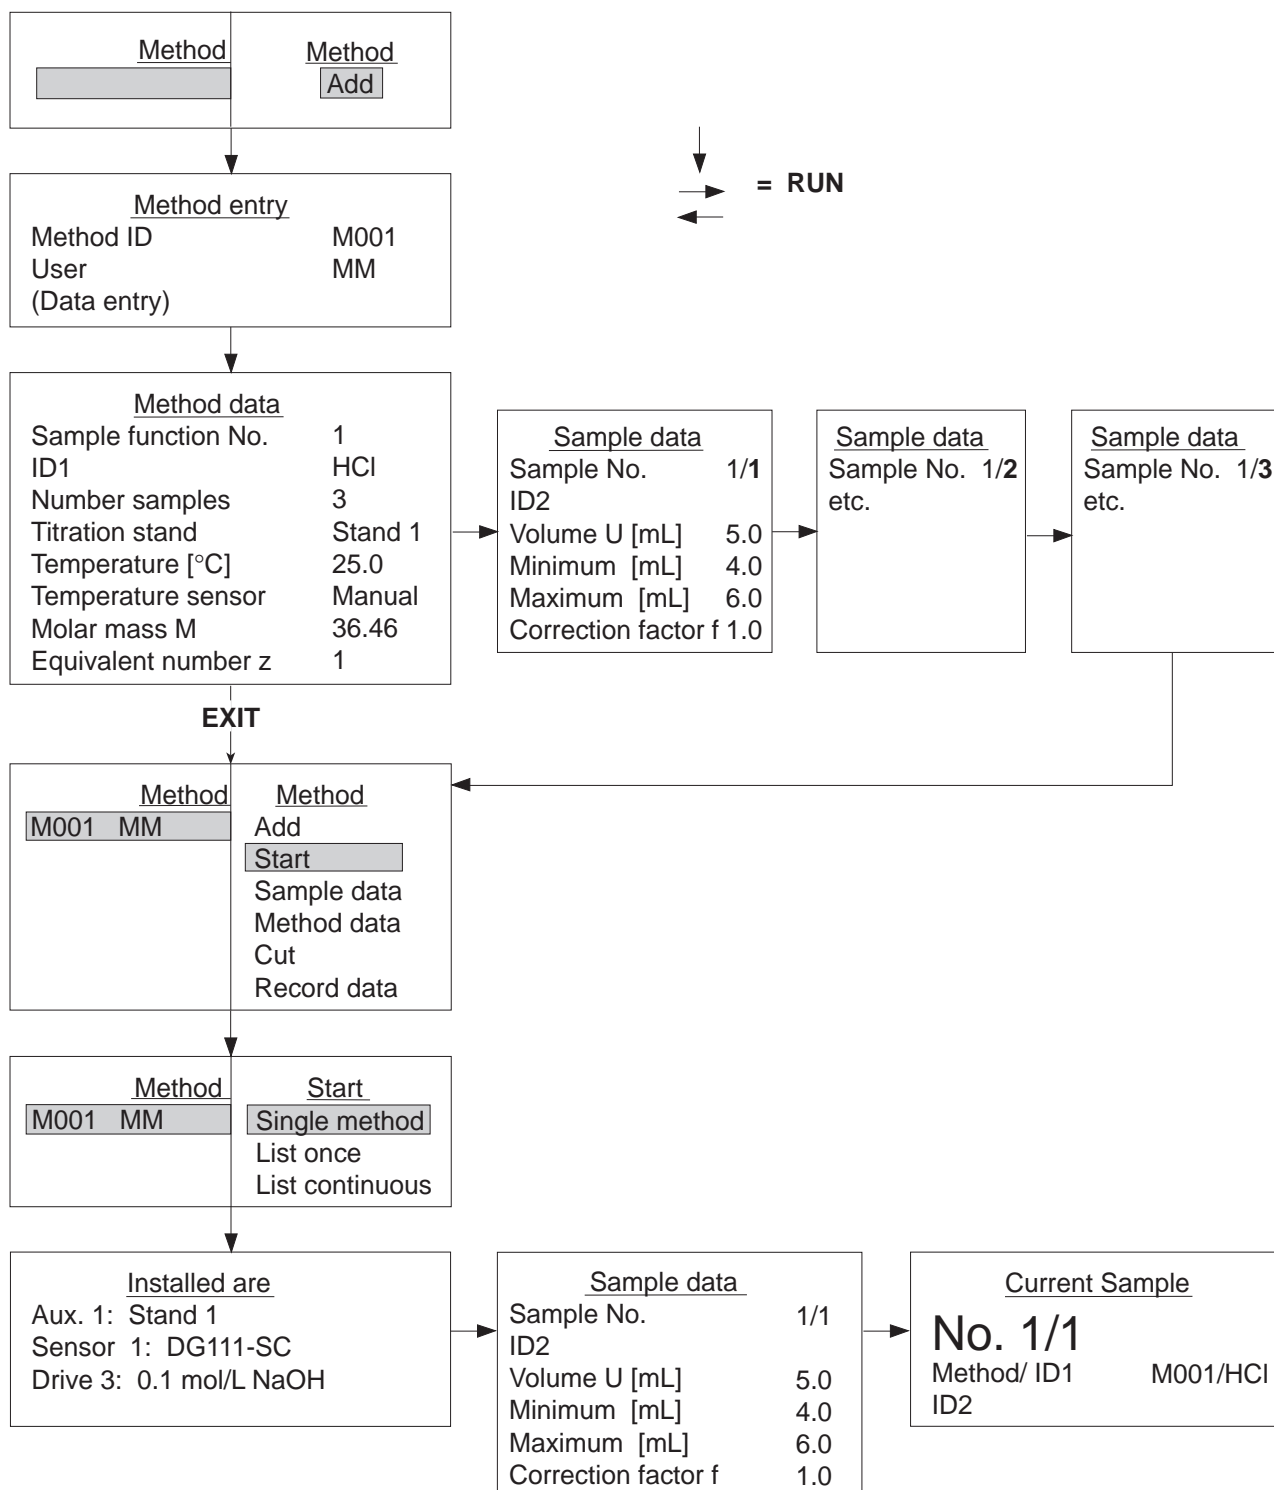 Method Method
Add
= RUN
Method entry
Method ID M001
User MM
(Data entry)
Method data
Sample function No. 1
ID1 HCl
Number samples 3
Titration stand Stand 1
Temperature [°C] 25.0
Temperature sensor Manual
Molar mass M 36.46
Equivalent number z 1
Sample data
Sample No. 1/1
ID2
Volume U [mL] 5.0
Minimum [mL] 4.0
Maximum [mL] 6.0
Correction factor f 1.0
Sample data
Sample No. 1/2
etc.
Sample data
Sample No. 1/3
etc.
EXIT
Method
M001 MM
Method
Add
Start
Sample data
Method data
Cut
Record data
Method
M001 MM
Start
Single method
List once
List continuous
Installed are
Aux. 1: Stand 1
Sensor 1: DG111-SC
Drive 3: 0.1 mol/L NaOH
Sample data
Sample No. 1/1
ID2
Volume U [mL] 5.0
Minimum [mL] 4.0
Maximum [mL] 6.0
Correction factor f 1.0
Current Sample
No. 1/1
Method/ ID1 M001/HCl
ID2